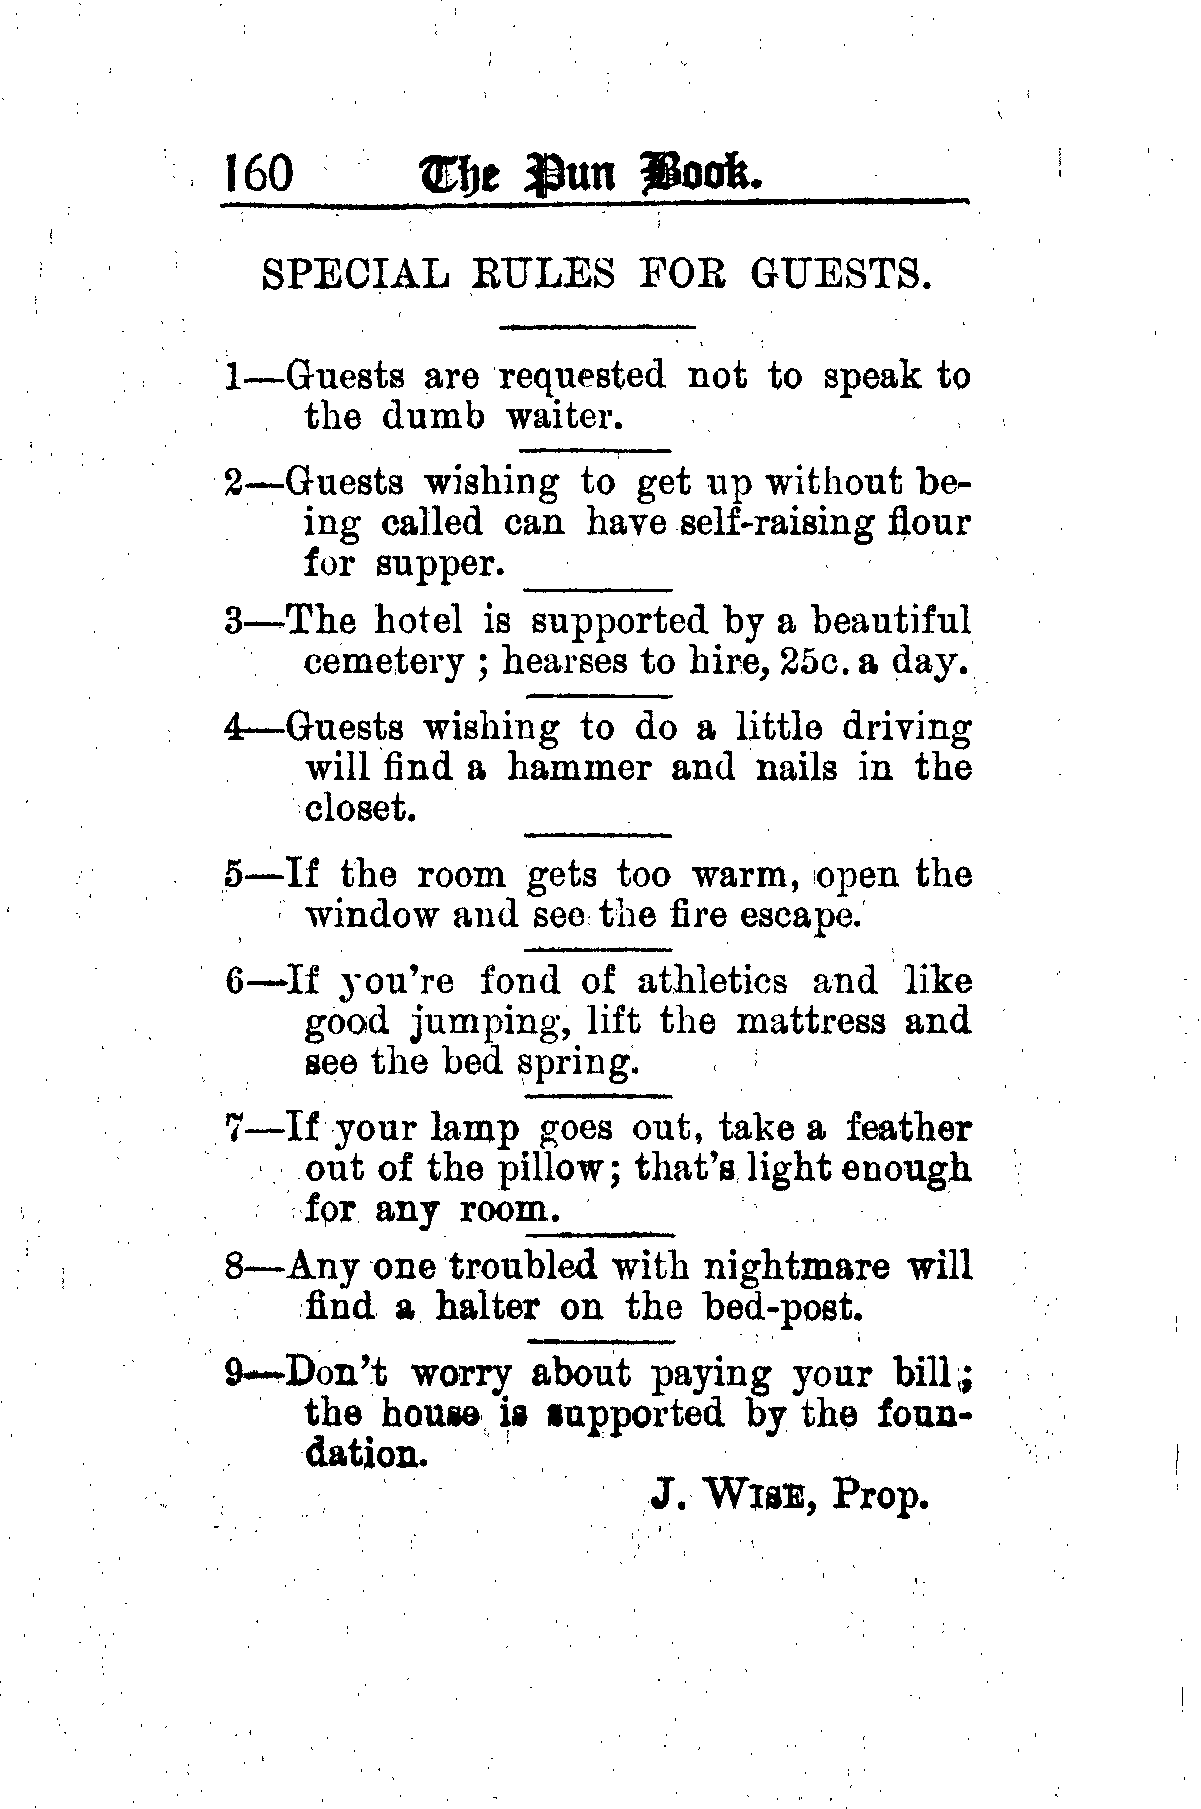 160 The Pun Book.
SPECIAL RULES FOR GUESTS.
1—Guests are requested not to speak to
the dumb waiter.
2—Guests wishing to get up without be-
ing called can have self-raising flour
for supper.
3—The hotel is supported by a beautiful
cemetery ; hearses to hire, 25c. a day.
4—Guests wishing to do a little driving
will find a hammer and nails in the
closet.
5—If the room gets too warm, open the
window and see the fire escape.
6—If you're fond of athletics and like
good jumping, lift the mattress and
see the bed spring.
7—If your lamp goes out, take a feather
out of the pillow; that's light enough
for any room.
8—Any one troubled with nightmare will
find a halter on the bed-post.
9—Don't worry about paying your bill;
the house is supported by the foun-
dation.
J. WISE, Prop.